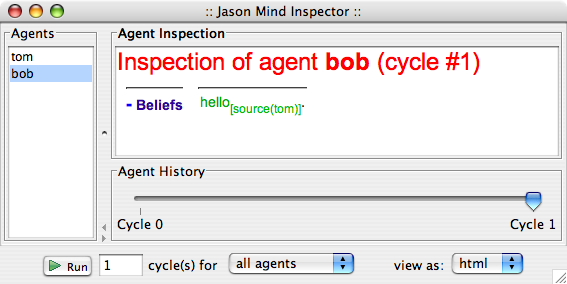 :: Jason Mind Inspector ::
Agents
tom
bob
Agent Inspection
Inspection of agent bob (cycle #1)
- Beliefs hello[source(tom)].
Agent History
Cycle 0 Cycle 1
Run 1 cycle(s) for all agents view as: html